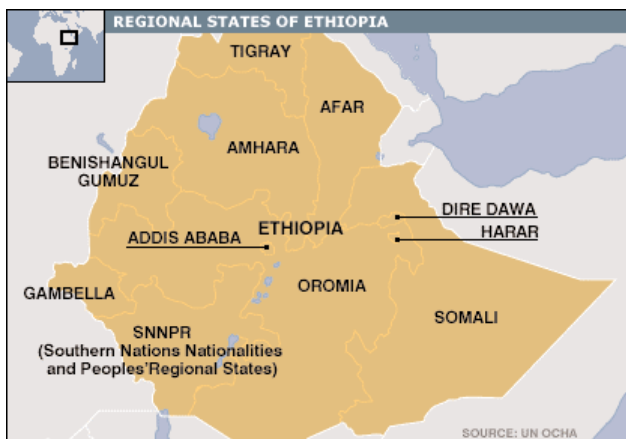 REGIONAL STATES OF ETHIOPIA
TIGRAY
AFAR
AMHARA
BENISHANGUL
GUMUZ
DIRE DAWA
ETHIOPIA
ADDIS ABABA
HARAR
GAMBELLA
OROMIA
SOMALI
SNNPR
(Southern Nations Nationalities
and Peoples'Regional States)
SOURCE: UN OCHA